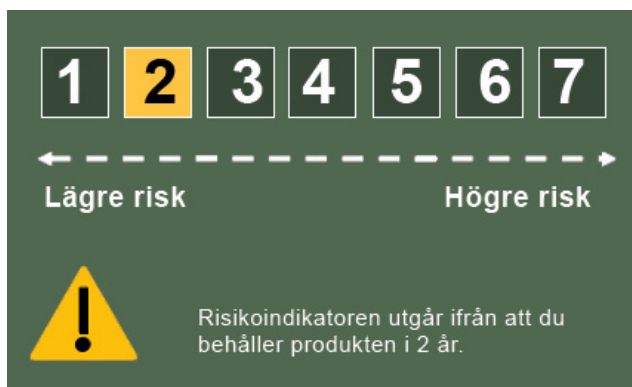 1 2 3 4 5 6 7
Lägre risk Högre risk
Risikoindikatoren utgår ifrån att du
behåller produkten i 2 år.